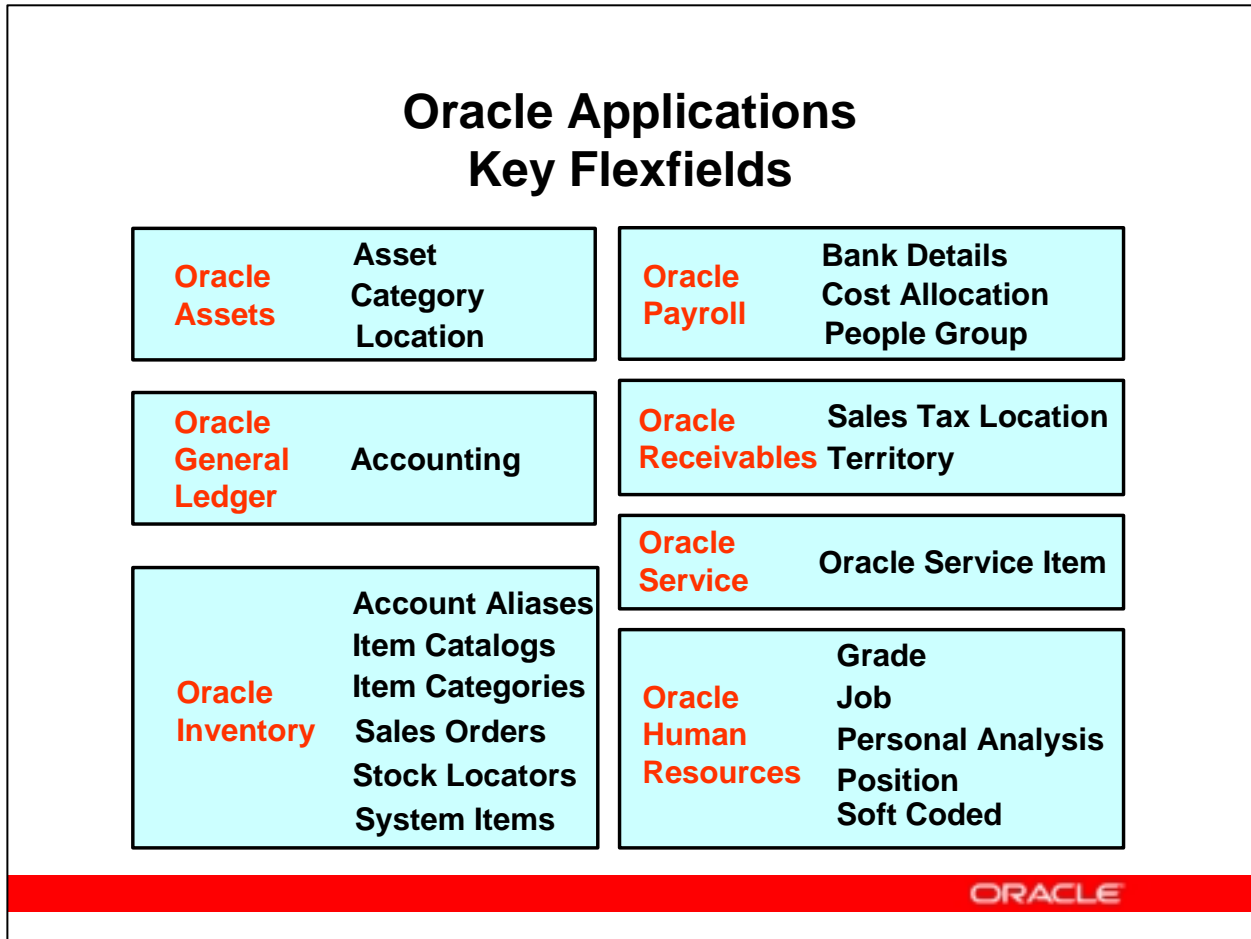 Oracle Applications
Key Flexfields
Oracle
Assets
Asset
Category
Location
Oracle
General
Ledger
Accounting
Oracle
Inventory
Account Aliases
Item Catalogs
Item Categories
Sales Orders
Stock Locators
System Items
Oracle
Payroll
Bank Details
Cost Allocation
People Group
Oracle
Receivables
Sales Tax Location
Territory
Oracle
Service
Oracle Service Item
Oracle
Human
Resources
Grade
Job
Personal Analysis
Position
Soft Coded
ORACLE